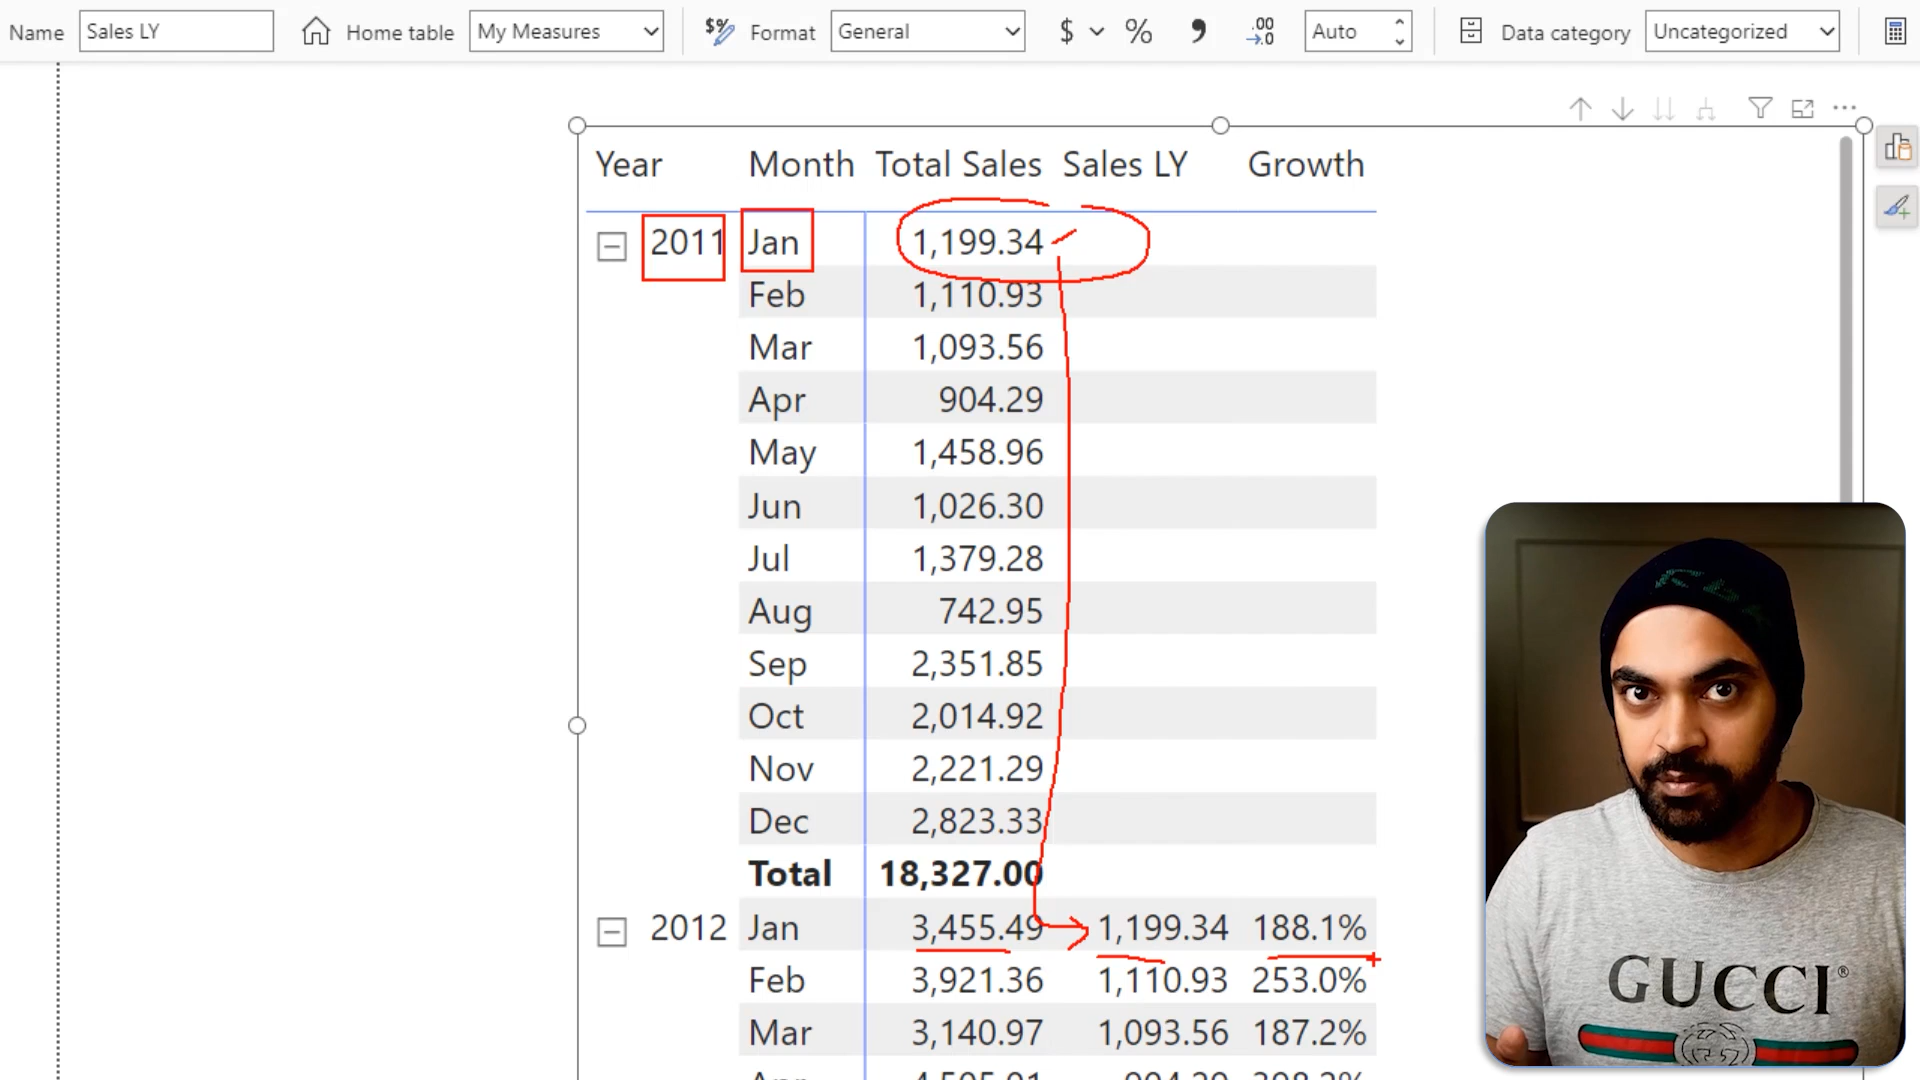 Name Sales LY Home table My Measures Format General $ % Auto Data category Uncategorized
Year Month Total Sales Sales LY Growth
2011 Jan 1,199.34
Feb 1,110.93
Mar 1,093.56
Apr 904.29
May 1,458.96
Jun 1,026.30
Jul 1,379.28
Aug 742.95
Sep 2,351.85
Oct 2,014.92
Nov 2,221.29
Dec 2,823.33
Total 18,327.00
2012 Jan 3,455.49 1,199.34 188.1%
Feb 3,921.36 1,110.93 253.0%
Mar 3,140.97 1,093.56 187.2%
GUCCI®